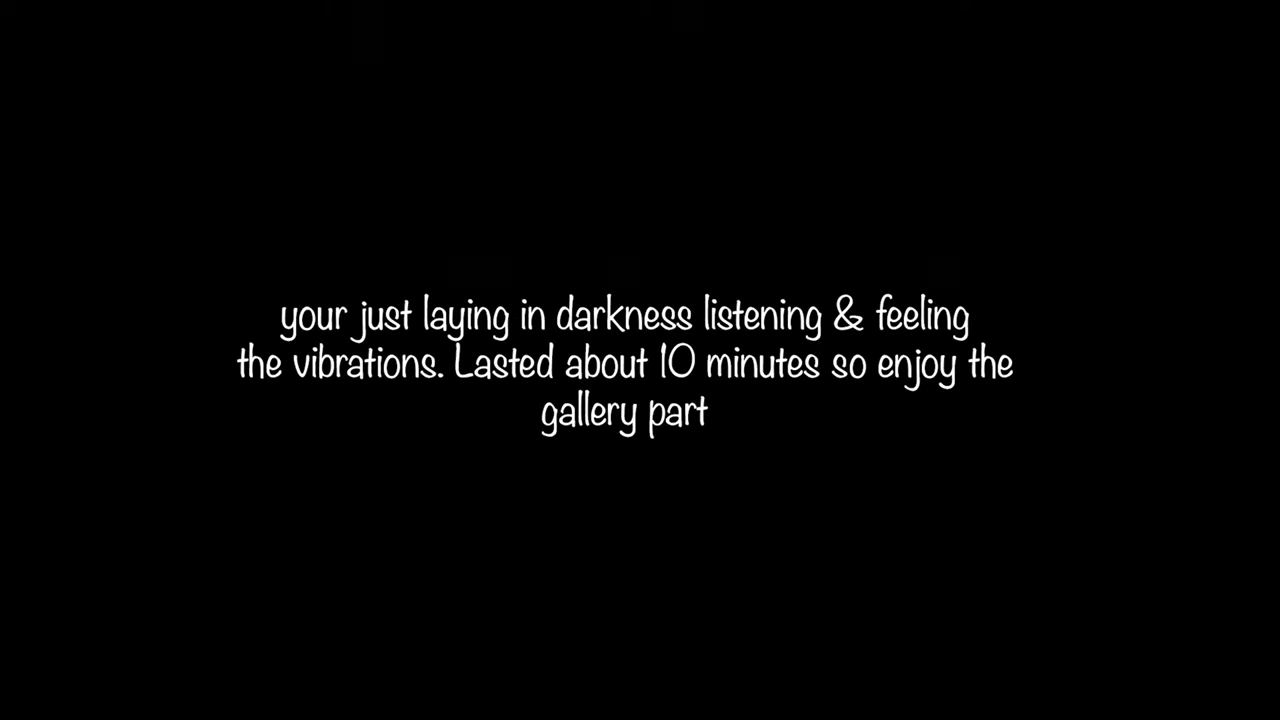 your just laying in darkness listening & feeling
the vibrations. Lasted about 10 minutes so enjoy the
gallery part